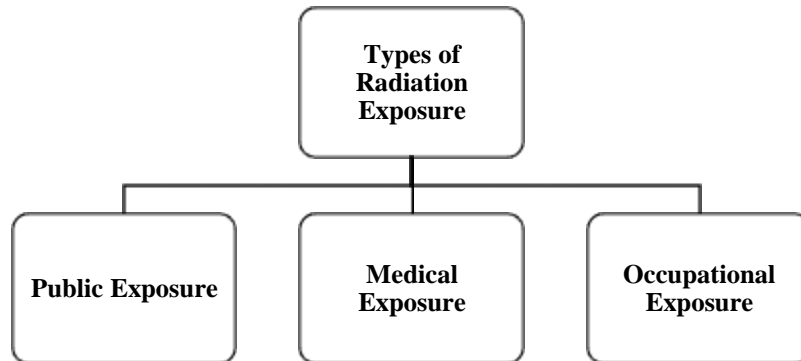 Types of
Radiation
Exposure
Public Exposure
Medical
Exposure
Occupational
Exposure